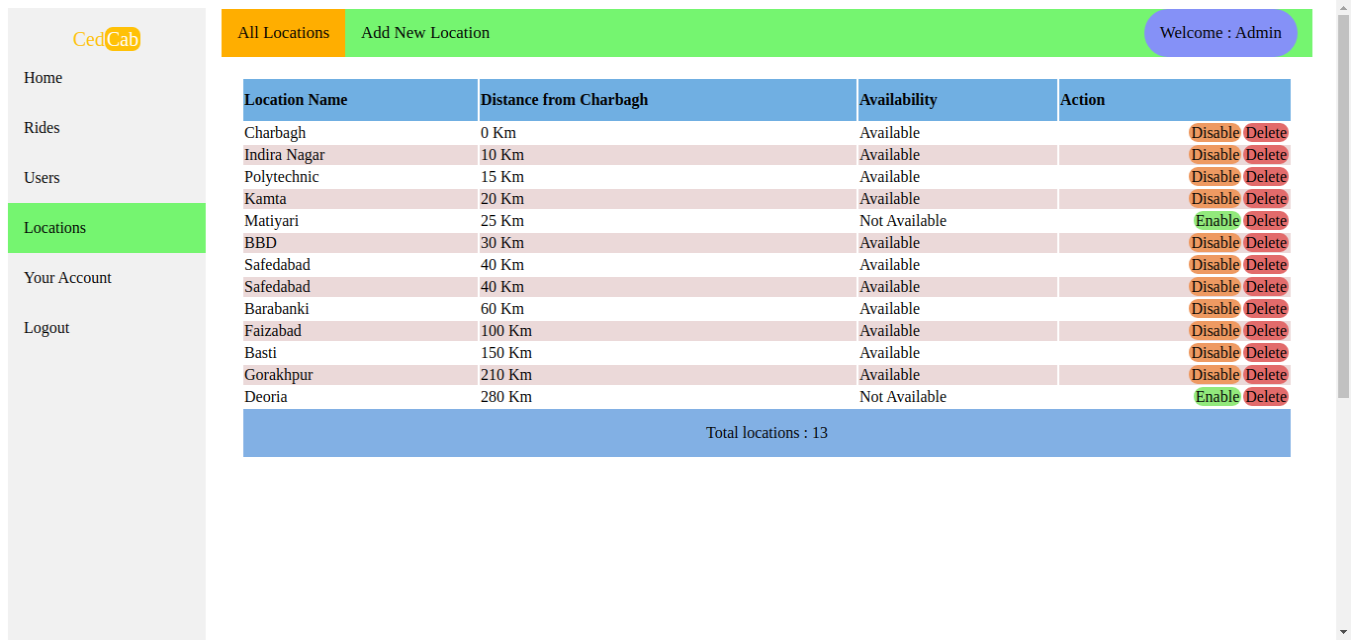 CedCab
Home
Rides
Users
Locations
Your Account
Logout
All Locations Add New Location Welcome : Admin
Location Name Distance from Charbagh Availability Action
Charbagh 0 Km Available Disable Delete
Indira Nagar 10 Km Available Disable Delete
Polytechnic 15 Km Available Disable Delete
Kamta 20 Km Available Disable Delete
Matiyari 25 Km Not Available Enable Delete
BBD 30 Km Available Disable Delete
Safedabad 40 Km Available Disable Delete
Safedabad 40 Km Available Disable Delete
Barabanki 60 Km Available Disable Delete
Faizabad 100 Km Available Disable Delete
Basti 150 Km Available Disable Delete
Gorakhpur 210 Km Available Disable Delete
Deoria 280 Km Not Available Enable Delete
Total locations : 13